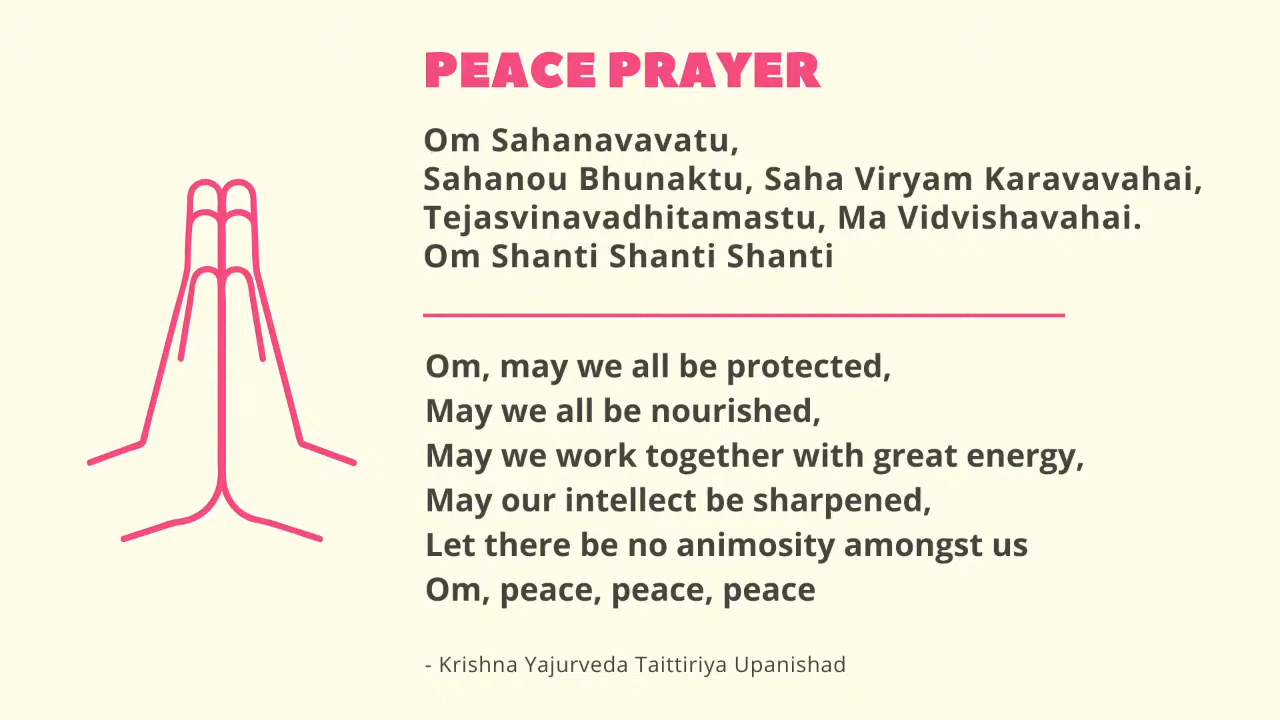 PEACE PRAYER
Om Sahanavavatu,
Sahanou Bhunaktu, Saha Viryam Karavavahai,
Tejasvinavadhitamastu, Ma Vidvishavahai.
Om Shanti Shanti Shanti
Om, may we all be protected,
May we all be nourished,
May we work together with great energy,
May our intellect be sharpened,
Let there be no animosity amongst us
Om, peace, peace, peace
- Krishna Yajurveda Taittiriya Upanishad